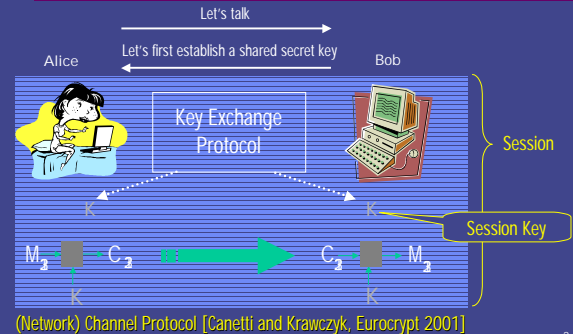 Let's talk
Let's first establish a shared secret key
Alice
Bob
Key Exchange
Protocol
Session
K
K
Session Key
M
C
C
M
K
K
(Network) Channel Protocol [Canetti and Krawczyk, Eurocrypt 2001]